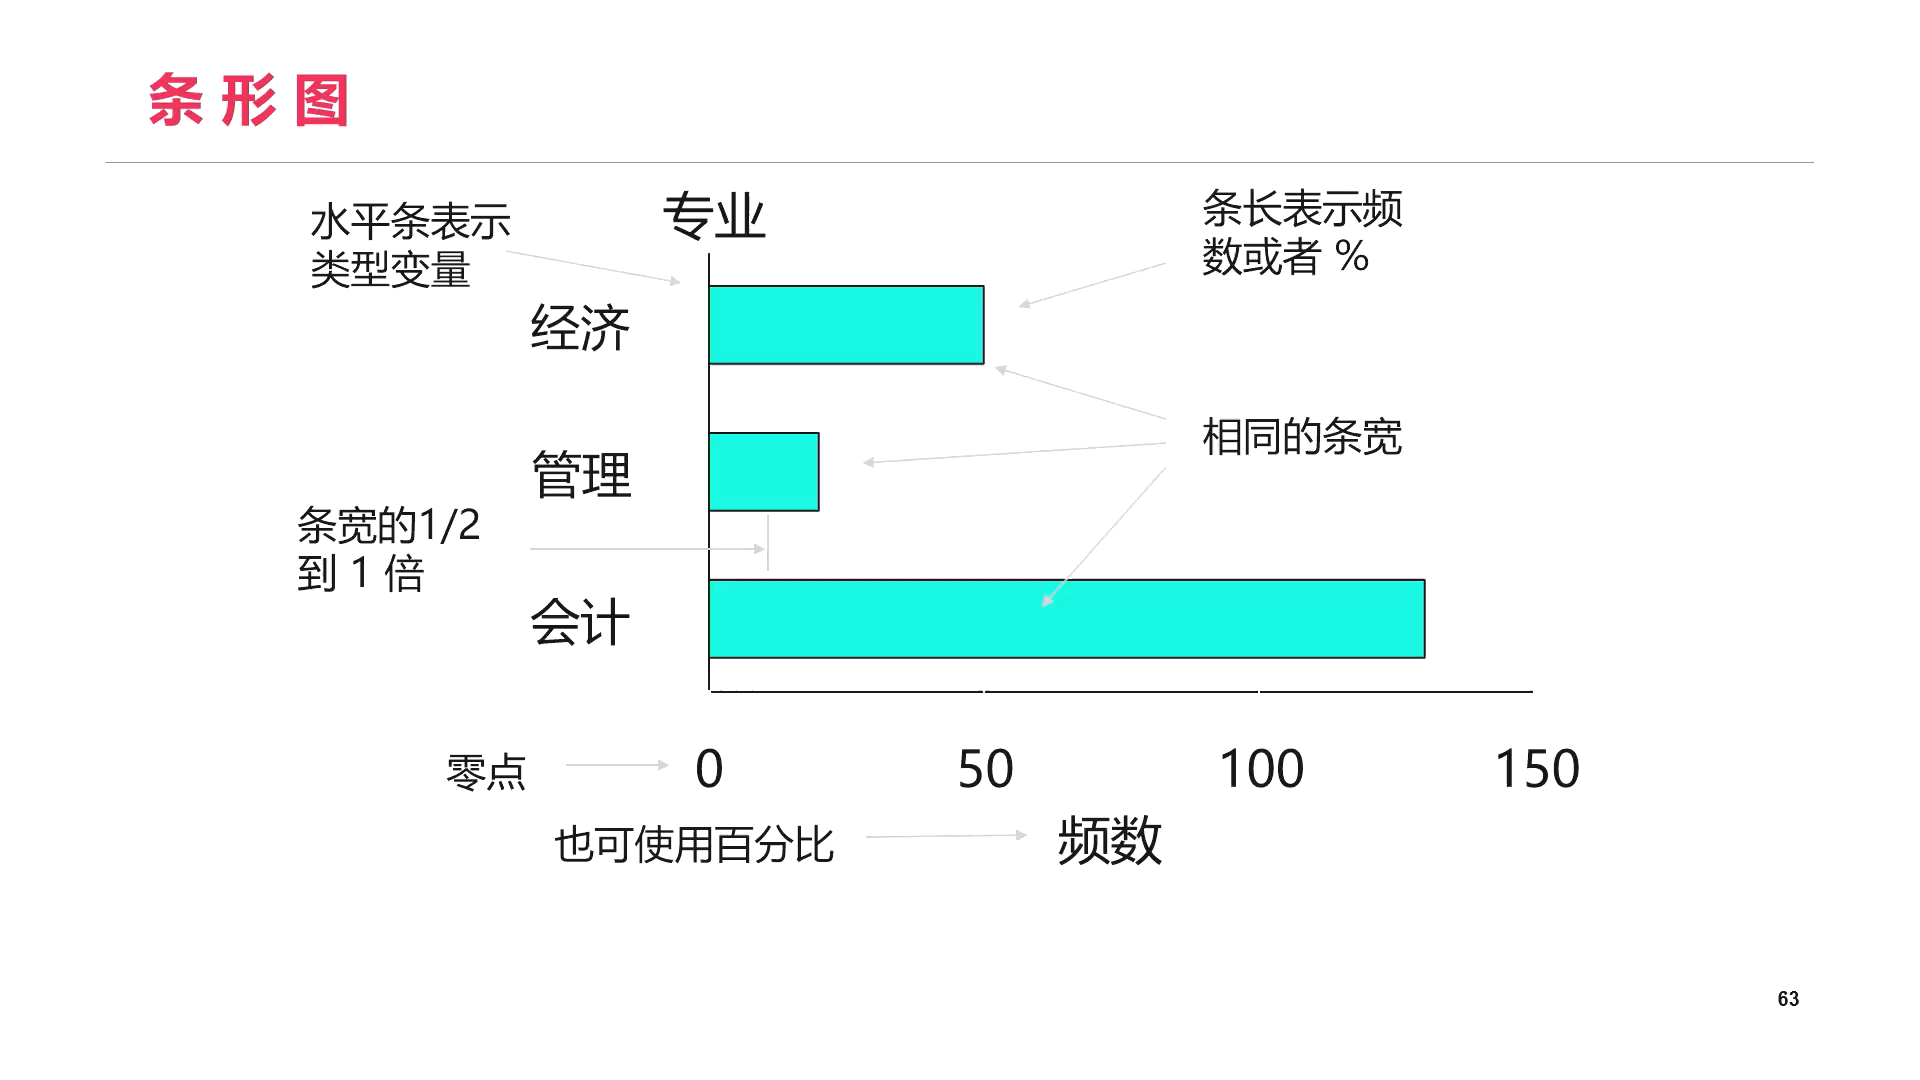 条形图
水平条表示
类型变量
专业
条长表示频
数或者 %
经济
相同的条宽
管理
条宽的1/2
到 1 倍
会计
零点
0
50
100
150
也可使用百分比
频数
63